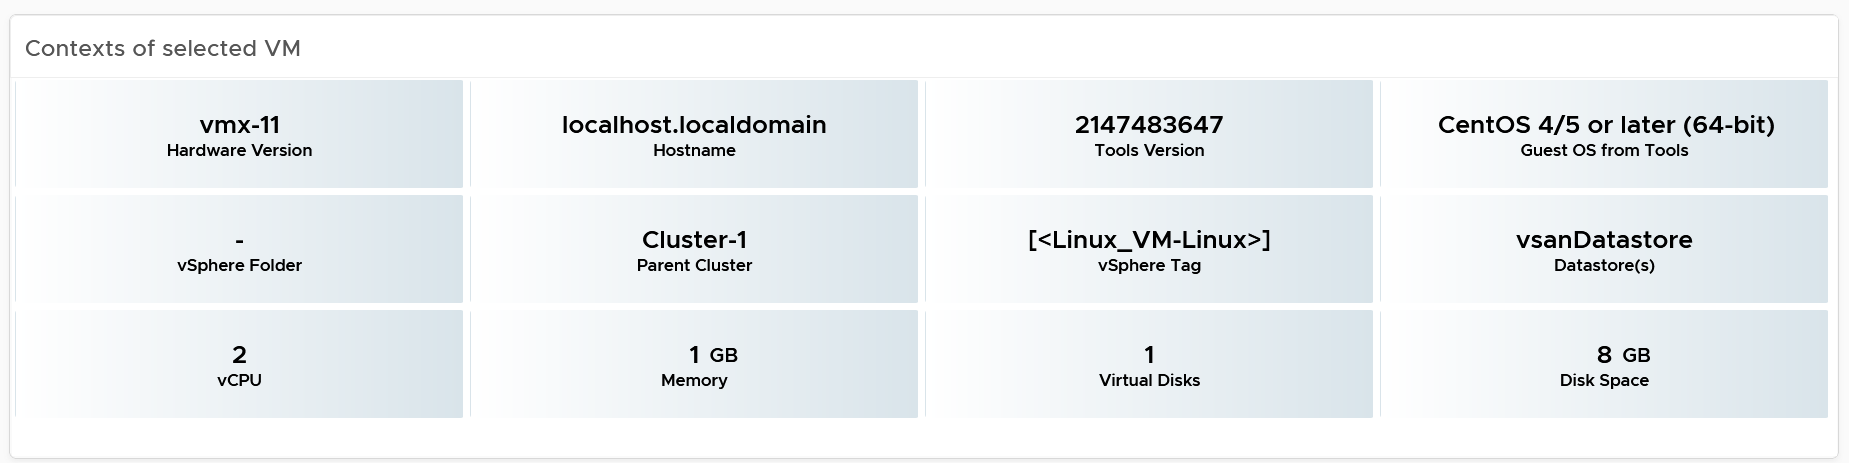 Contexts of selected VM
vmx-11
Hardware Version
localhost.localdomain
Hostname
2147483647
Tools Version
CentOS 4/5 or later (64-bit)
Guest OS from Tools
-
vSphere Folder
Cluster-1
Parent Cluster
[<Linux_VM-Linux>]
vSphere Tag
vsanDatastore
Datastore(s)
2
vCPU
1 GB
Memory
1
Virtual Disks
8 GB
Disk Space